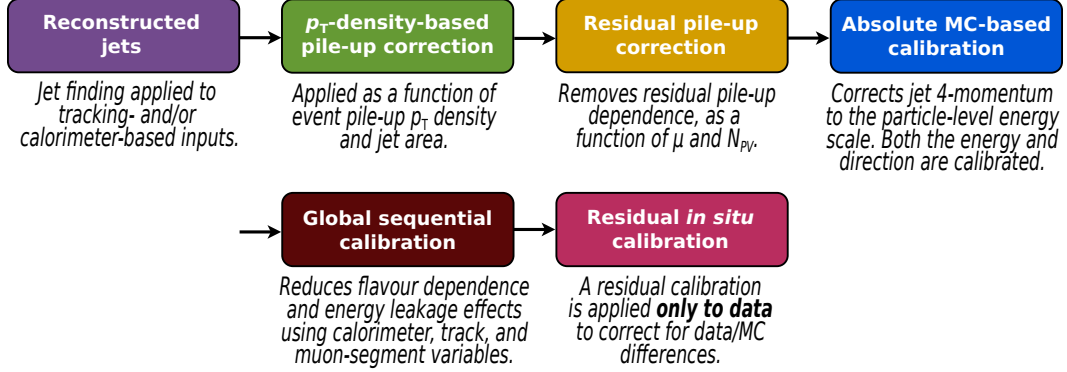 Reconstructed
jets
Jet finding applied to
tracking- and/or
calorimeter-based inputs.
pT-density-based
pile-up correction
Applied as a function of
event pile-up pT density
and jet area.
Residual pile-up
correction
Removes residual pile-up
dependence, as a
function of µ and NPV.
Absolute MC-based
calibration
Corrects jet 4-momentum
to the particle-level energy
scale. Both the energy and
direction are calibrated.
Global sequential
calibration
Reduces flavour dependence
and energy leakage effects
using calorimeter, track, and
muon-segment variables.
Residual in situ
calibration
A residual calibration
is applied only to data
to correct for data/MC
differences.